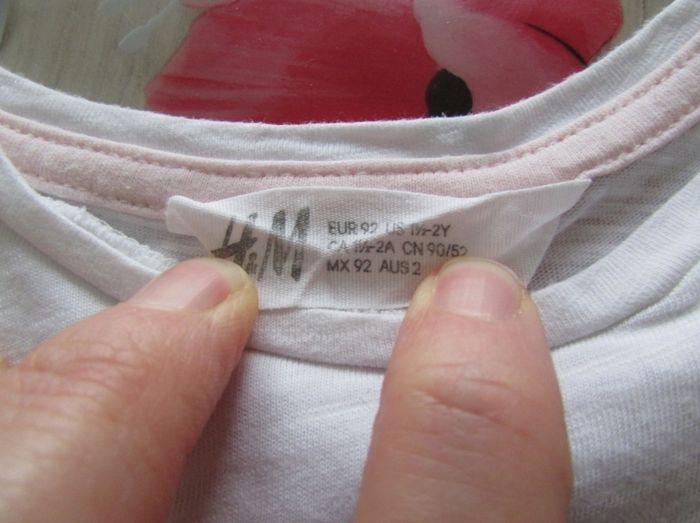 H&M
EUR 92 US 1½-2Y
CA 1½-2A CN 90/52
MX 92 AUS 2